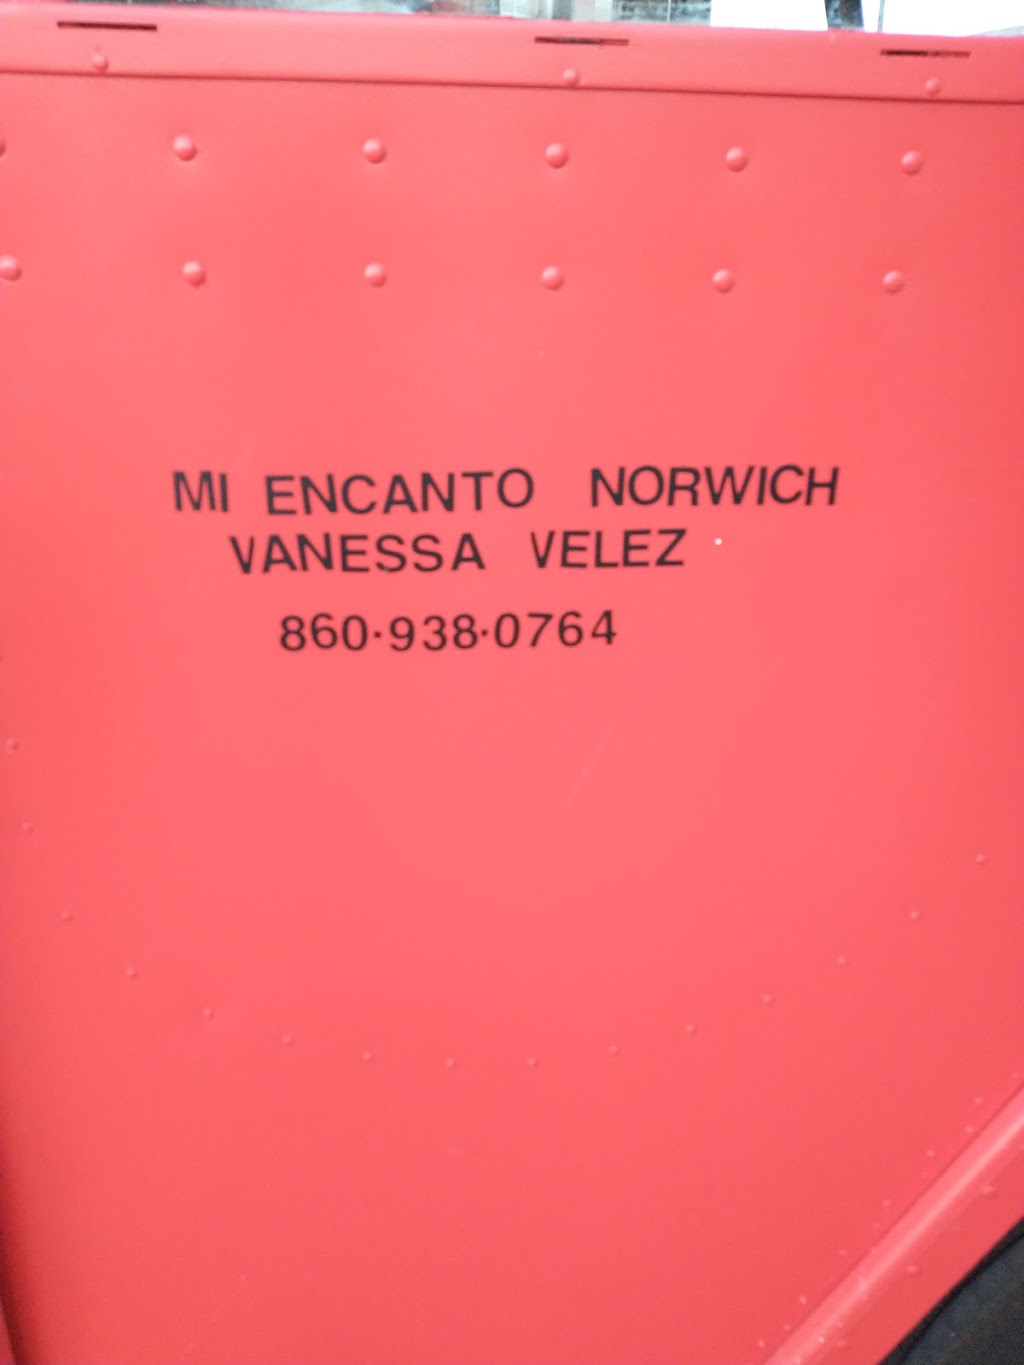 MI ENCANTO NORWICH
VANESSA VELEZ
860·938·0764